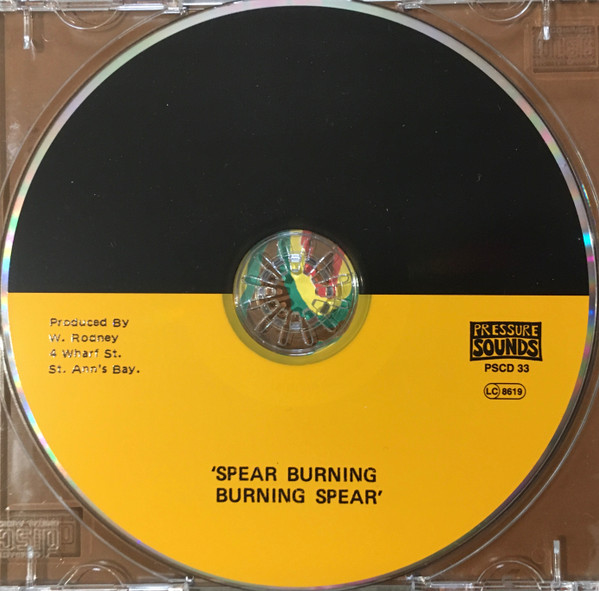 Produced By
W. Rodney
4 Wharf St.
St. Ann's Bay.
PRESSURE
SOUNDS
PSCD 33
LC 8619
'SPEAR BURNING
BURNING SPEAR'